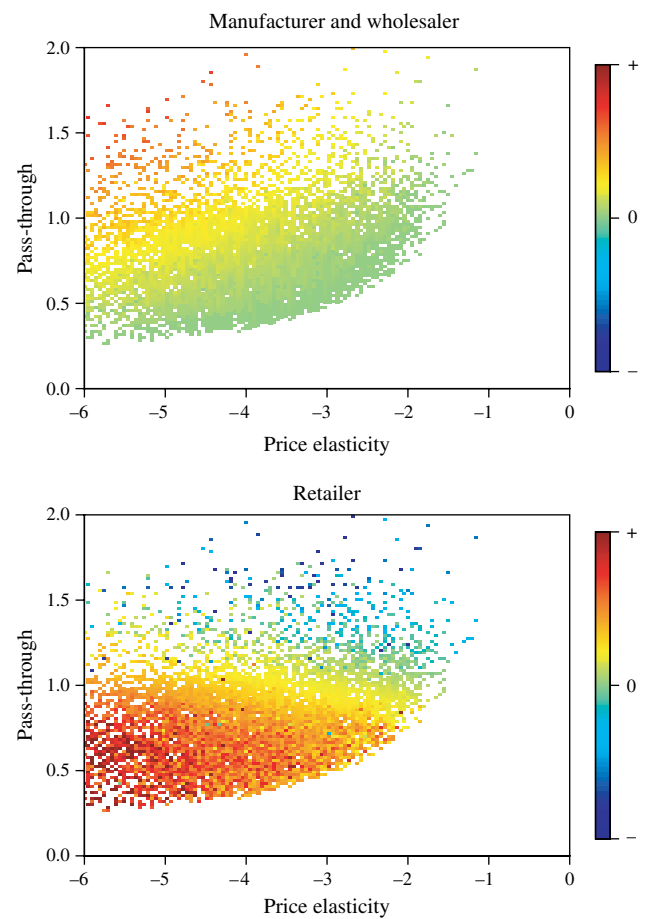 Manufacturer and wholesaler
2.0
1.5
1.0
0.5
0.0
Pass-through
–6 –5 –4 –3 –2 –1 0
Price elasticity
+
0
–
Retailer
2.0
1.5
1.0
0.5
0.0
Pass-through
–6 –5 –4 –3 –2 –1 0
Price elasticity
+
0
–